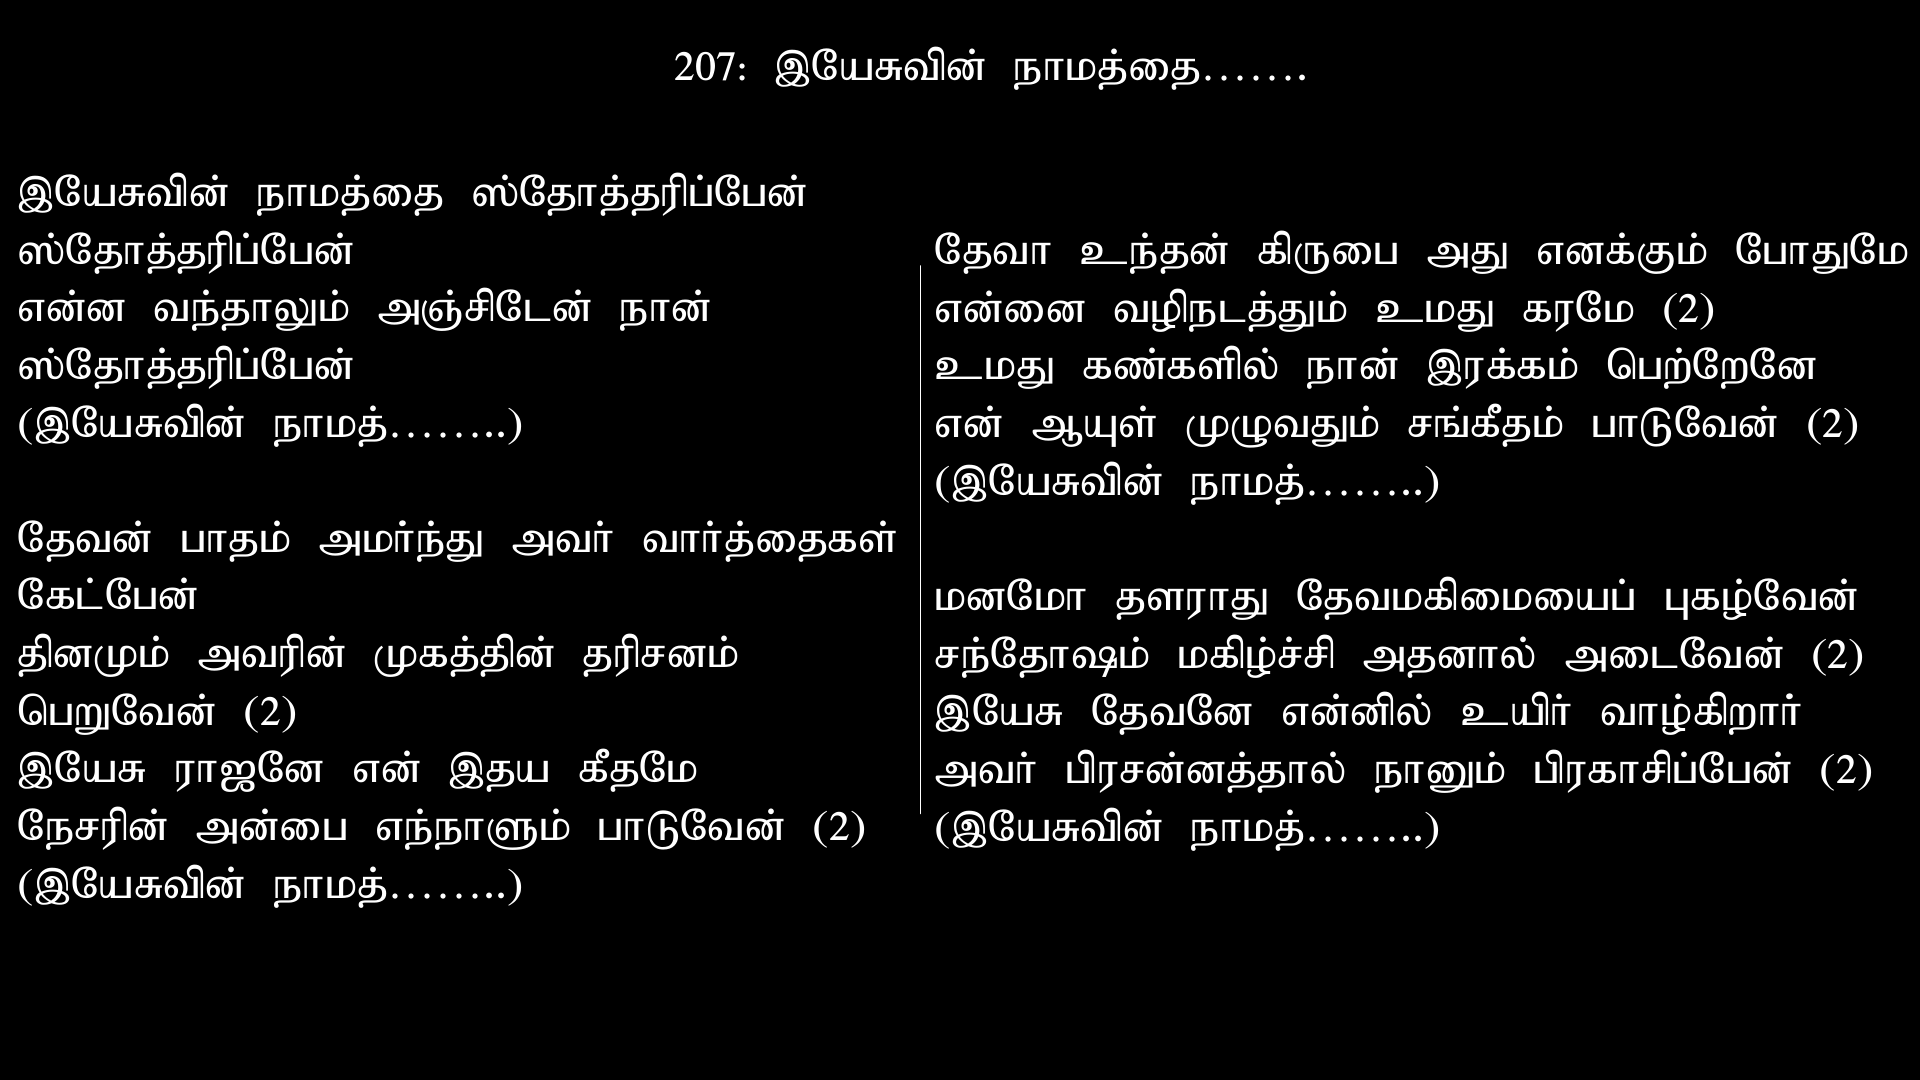 207: இயேசுவின் நாமத்தை…….
இயேசுவின் நாமத்தை ஸ்தோத்தரிப்பேன்
ஸ்தோத்தரிப்பேன்
என்ன வந்தாலும் அஞ்சிடேன் நான்
ஸ்தோத்தரிப்பேன்
(இயேசுவின் நாமத்……..)
தேவன் பாதம் அமர்ந்து அவர் வார்த்தைகள்
கேட்பேன்
தினமும் அவரின் முகத்தின் தரிசனம்
பெறுவேன் (2)
இயேசு ராஜனே என் இதய கீதமே
நேசரின் அன்பை எந்நாளும் பாடுவேன் (2)
(இயேசுவின் நாமத்……..)
தேவா உந்தன் கிருபை அது எனக்கும் போதுமே
என்னை வழிநடத்தும் உமது கரமே (2)
உமது கண்களில் நான் இரக்கம் பெற்றேனே
என் ஆயுள் முழுவதும் சங்கீதம் பாடுவேன் (2)
(இயேசுவின் நாமத்……..)
மனமோ தளராது தேவமகிமையைப் புகழ்வேன்
சந்தோஷம் மகிழ்ச்சி அதனால் அடைவேன் (2)
இயேசு தேவனே என்னில் உயிர் வாழ்கிறார்
அவர் பிரசன்னத்தால் நானும் பிரகாசிப்பேன் (2)
(இயேசுவின் நாமத்……..)